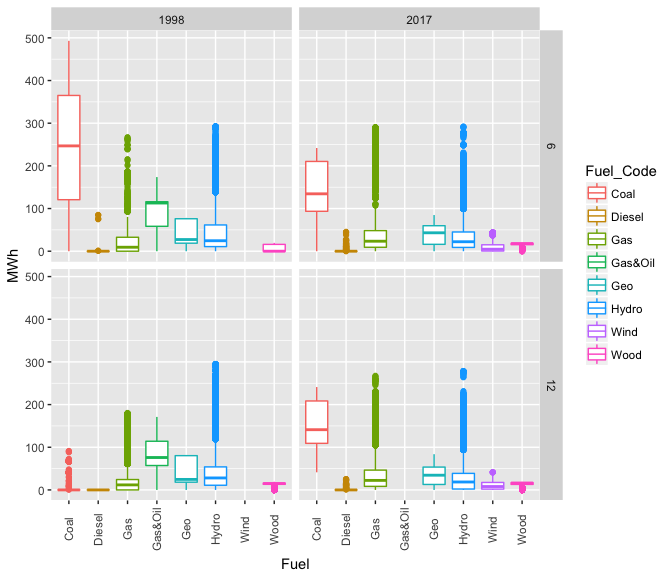 1998
2017
500
400
300
200
100
0
6
MWh
500
400
300
200
100
0
12
Coal
Diesel
Gas
Gas&Oil
Geo
Hydro
Wind
Wood
Coal
Diesel
Gas
Gas&Oil
Geo
Hydro
Wind
Wood
Fuel
Fuel_Code
Coal
Diesel
Gas
Gas&Oil
Geo
Hydro
Wind
Wood